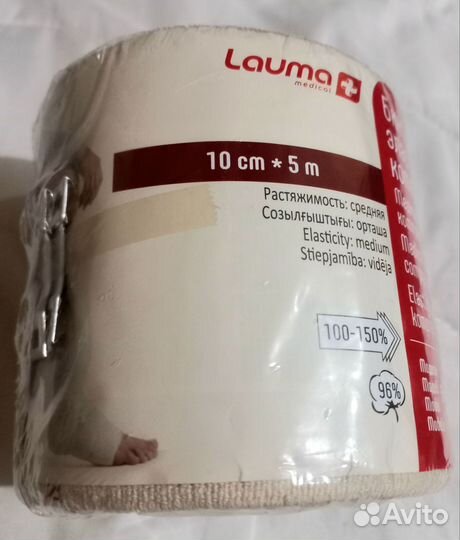 Lauma
medical
10 cm * 5 m
Растяжимость: средняя
Созылғыштығы: орташа
Elasticity: medium
Stiepjamība: vidēja
100-150%
96%
Avito